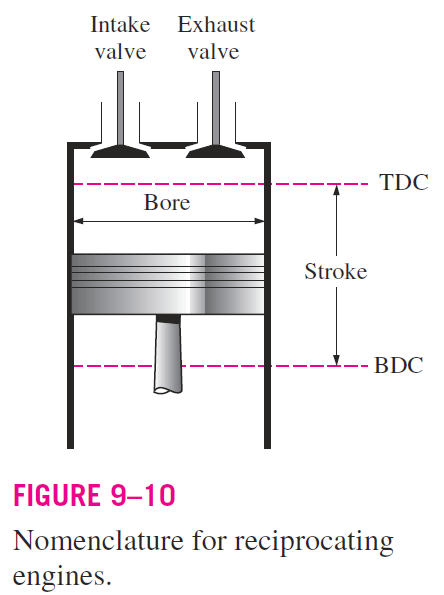 Intake Exhaust
valve valve
TDC
Bore
Stroke
BDC
FIGURE 9–10
Nomenclature for reciprocating
engines.